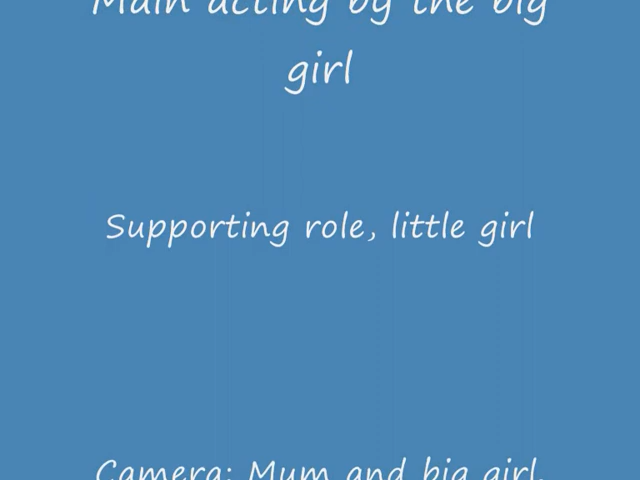 Main acting by the big
girl
Supporting role, little girl
Camera: Mum and big girl.